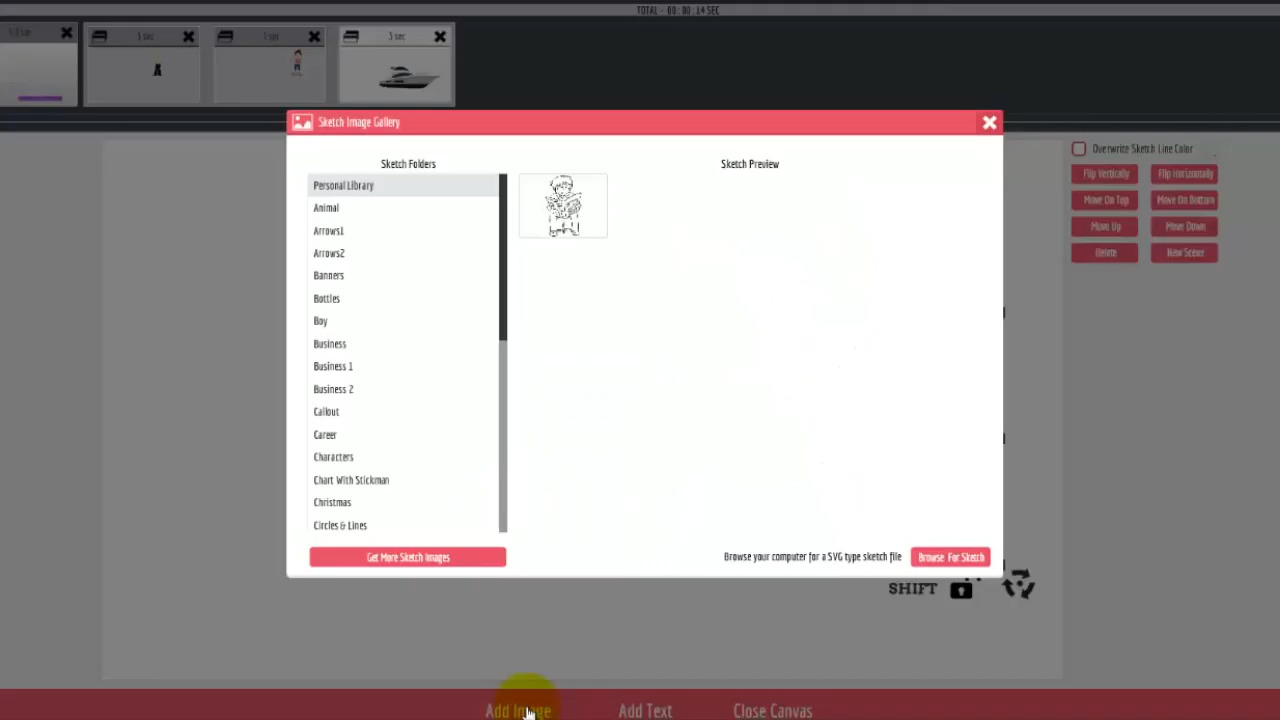 TOTAL - 00: 00 :14 SEC
3 sec
Sketch Image Gallery
Sketch Folders
Sketch Preview
Personal Library
Animal
Arrows1
Arrows2
Banners
Bottles
Boy
Business
Business 1
Business 2
Callout
Career
Characters
Chart With Stickman
Christmas
Circles & Lines
Get More Sketch Images
Browse your computer for a SVG type sketch file
Browse For Sketch
Overwrite Sketch Line Color
Flip Vertically
Flip Horizontally
Move On Top
Move On Bottom
Move Up
Move Down
Delete
New Scene
SHIFT
Add Image
Add Text
Close Canvas